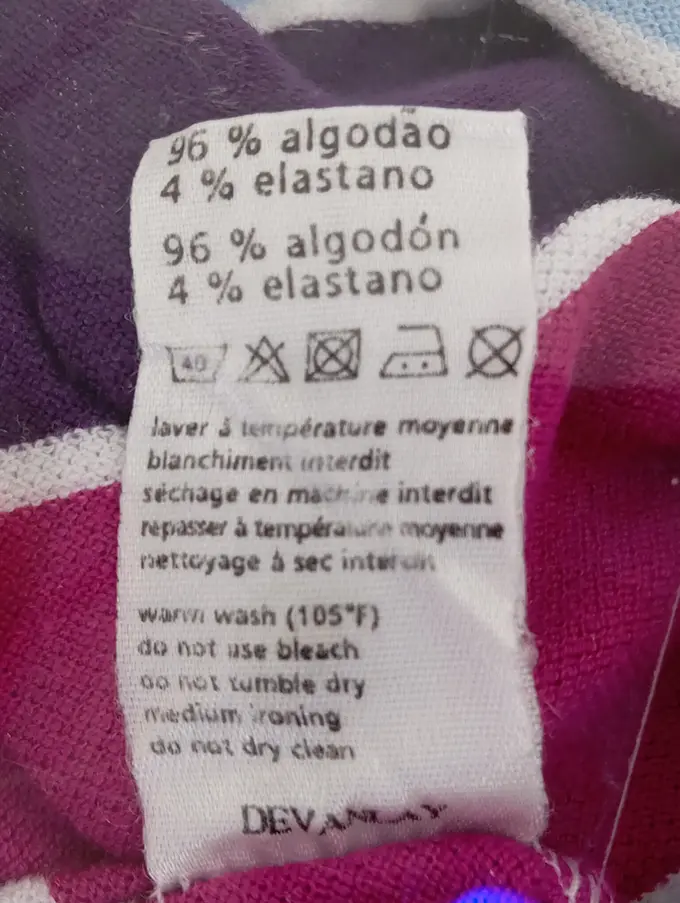 96 % algodão
4 % elastano
96 % algodón
4 % elastano
40
laver à température moyenne
blanchiment interdit
séchage en machine interdit
repasser à température moyenne
nettoyage à sec interdit
warm wash (105°F)
do not use bleach
do not tumble dry
medium ironing
do not dry clean
DEVANLAY